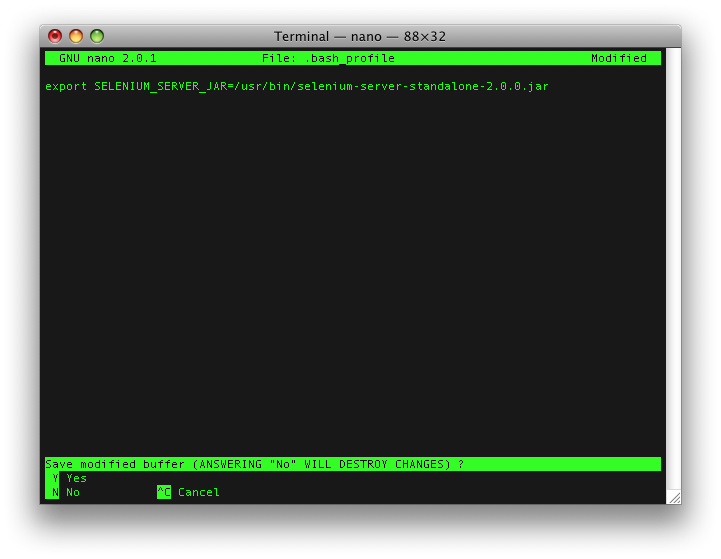 Terminal — nano — 88×32
GNU nano 2.0.1 File: .bash_profile Modified
export SELENIUM_SERVER_JAR=/usr/bin/selenium-server-standalone-2.0.0.jar
Save modified buffer (ANSWERING "No" WILL DESTROY CHANGES) ?
Y Yes
N No ^C Cancel